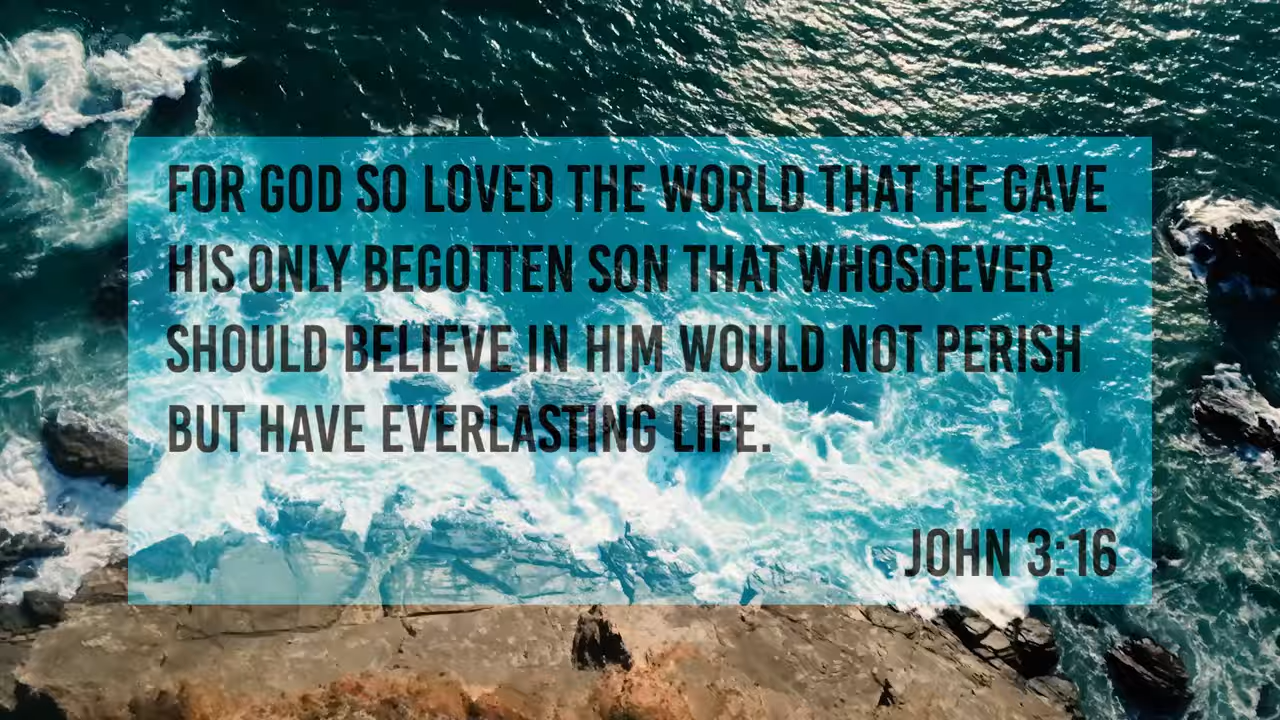 FOR GOD SO LOVED THE WORLD THAT HE GAVE
HIS ONLY BEGOTTEN SON THAT WHOSOEVER
SHOULD BELIEVE IN HIM WOULD NOT PERISH
BUT HAVE EVERLASTING LIFE.
JOHN 3:16